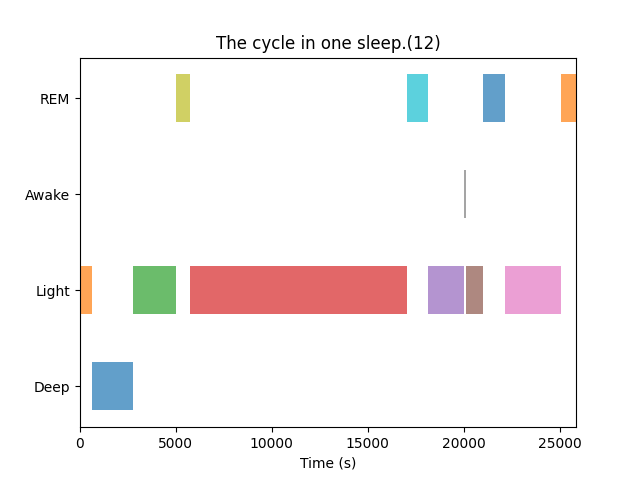 The cycle in one sleep.(12)
REM
Awake
Light
Deep
0 5000 10000 15000 20000 25000
Time (s)